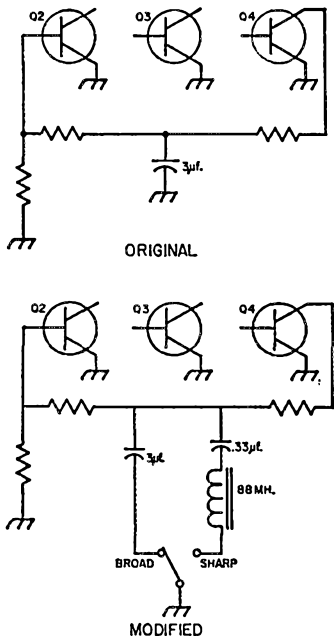 Q2 Q3 Q4
3µf.
ORIGINAL
Q2 Q3 Q4
3µf. .33µf.
88MH.
BROAD SHARP
MODIFIED